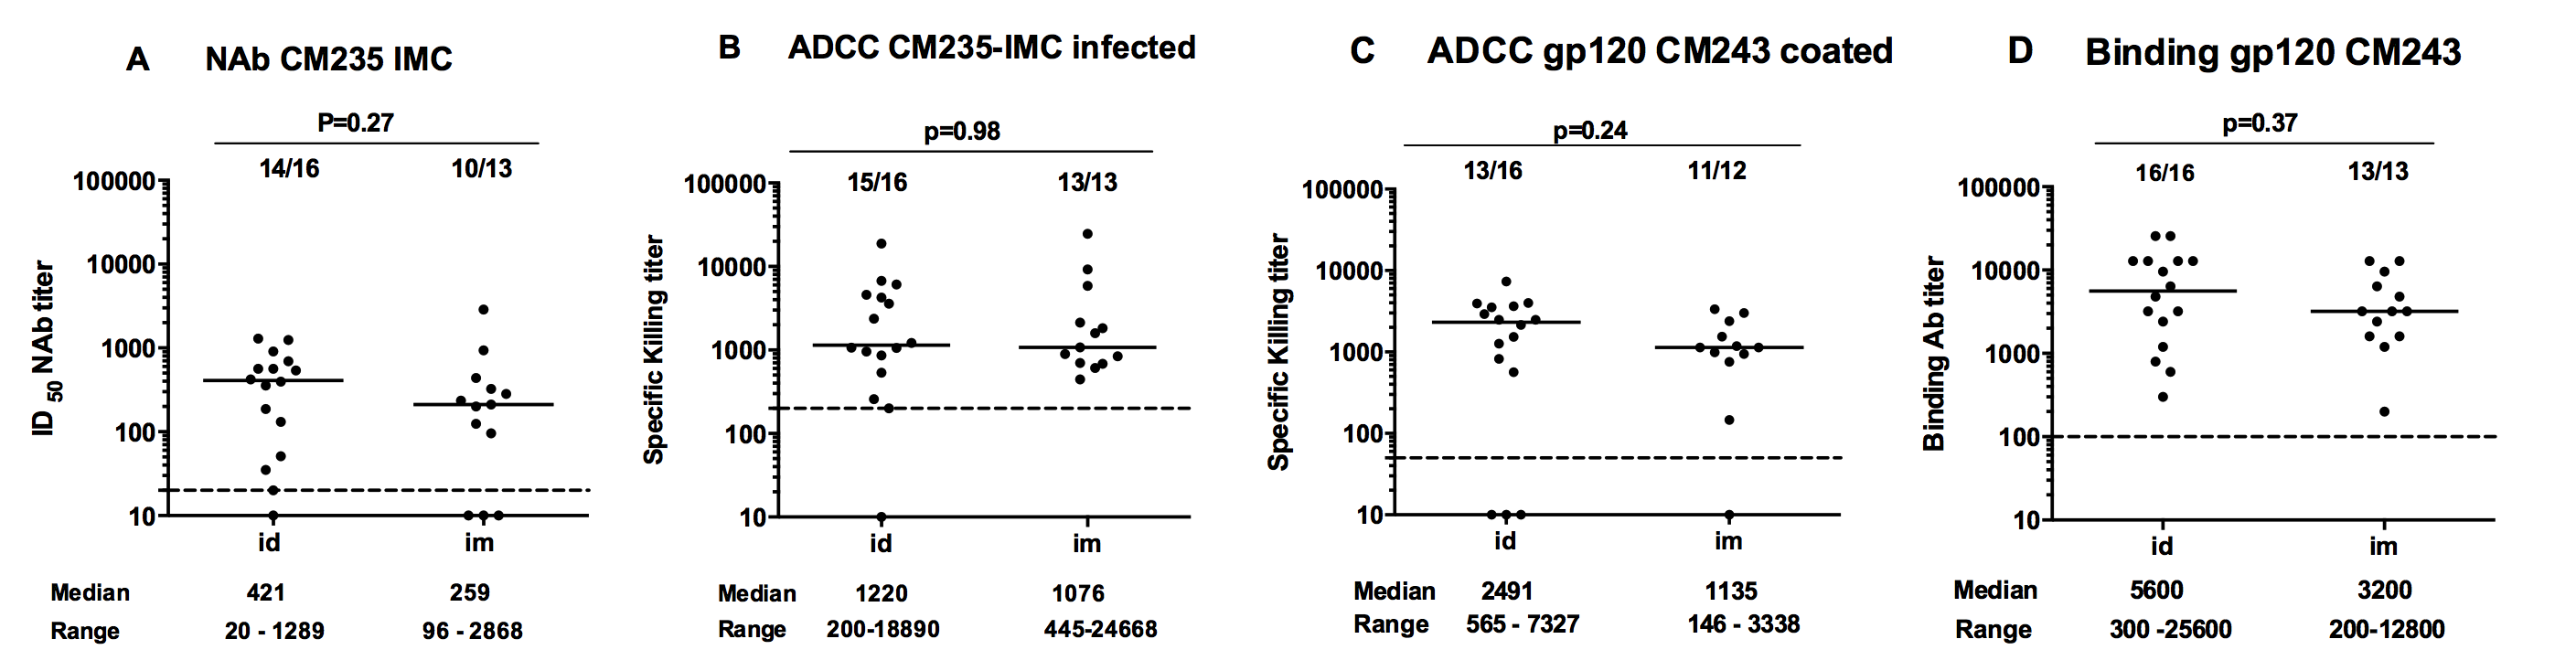 A NAb CM235 IMC
P=0.27
14/16 10/13
100000
10000
1000
100
10
ID 50 NAb titer
id im
Median 421 259
Range 20 - 1289 96 - 2868
B ADCC CM235-IMC infected
p=0.98
15/16 13/13
100000
10000
1000
100
10
Specific Killing titer
id im
Median 1220 1076
Range 200-18890 445-24668
C ADCC gp120 CM243 coated
p=0.24
13/16 11/12
100000
10000
1000
100
10
Specific Killing titer
id im
Median 2491 1135
Range 565 - 7327 146 - 3338
D Binding gp120 CM243
p=0.37
16/16 13/13
100000
10000
1000
100
10
Binding Ab titer
id im
Median 5600 3200
Range 300 -25600 200-12800